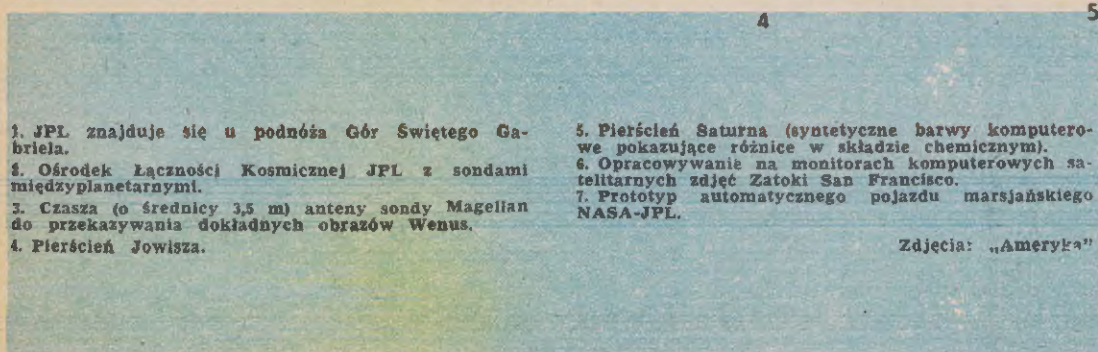 4
5
1. JPL znajduje się u podnóża Gór Świętego Ga-
briela.
2. Ośrodek Łączności Kosmicznej JPL z sondami
międzyplanetarnymi.
3. Czasza (o średnicy 3,5 m) anteny sondy Magellan
do przekazywania dokładnych obrazów Wenus.
4. Pierścień Jowisza.
5. Pierścień Saturna (syntetyczne barwy komputero-
we pokazujące różnice w składzie chemicznym).
6. Opracowywanie na monitorach komputerowych sa-
telitarnych zdjęć Zatoki San Francisco.
7. Prototyp automatycznego pojazdu marsjańskiego
NASA-JPL.
Zdjęcia: „Ameryka”